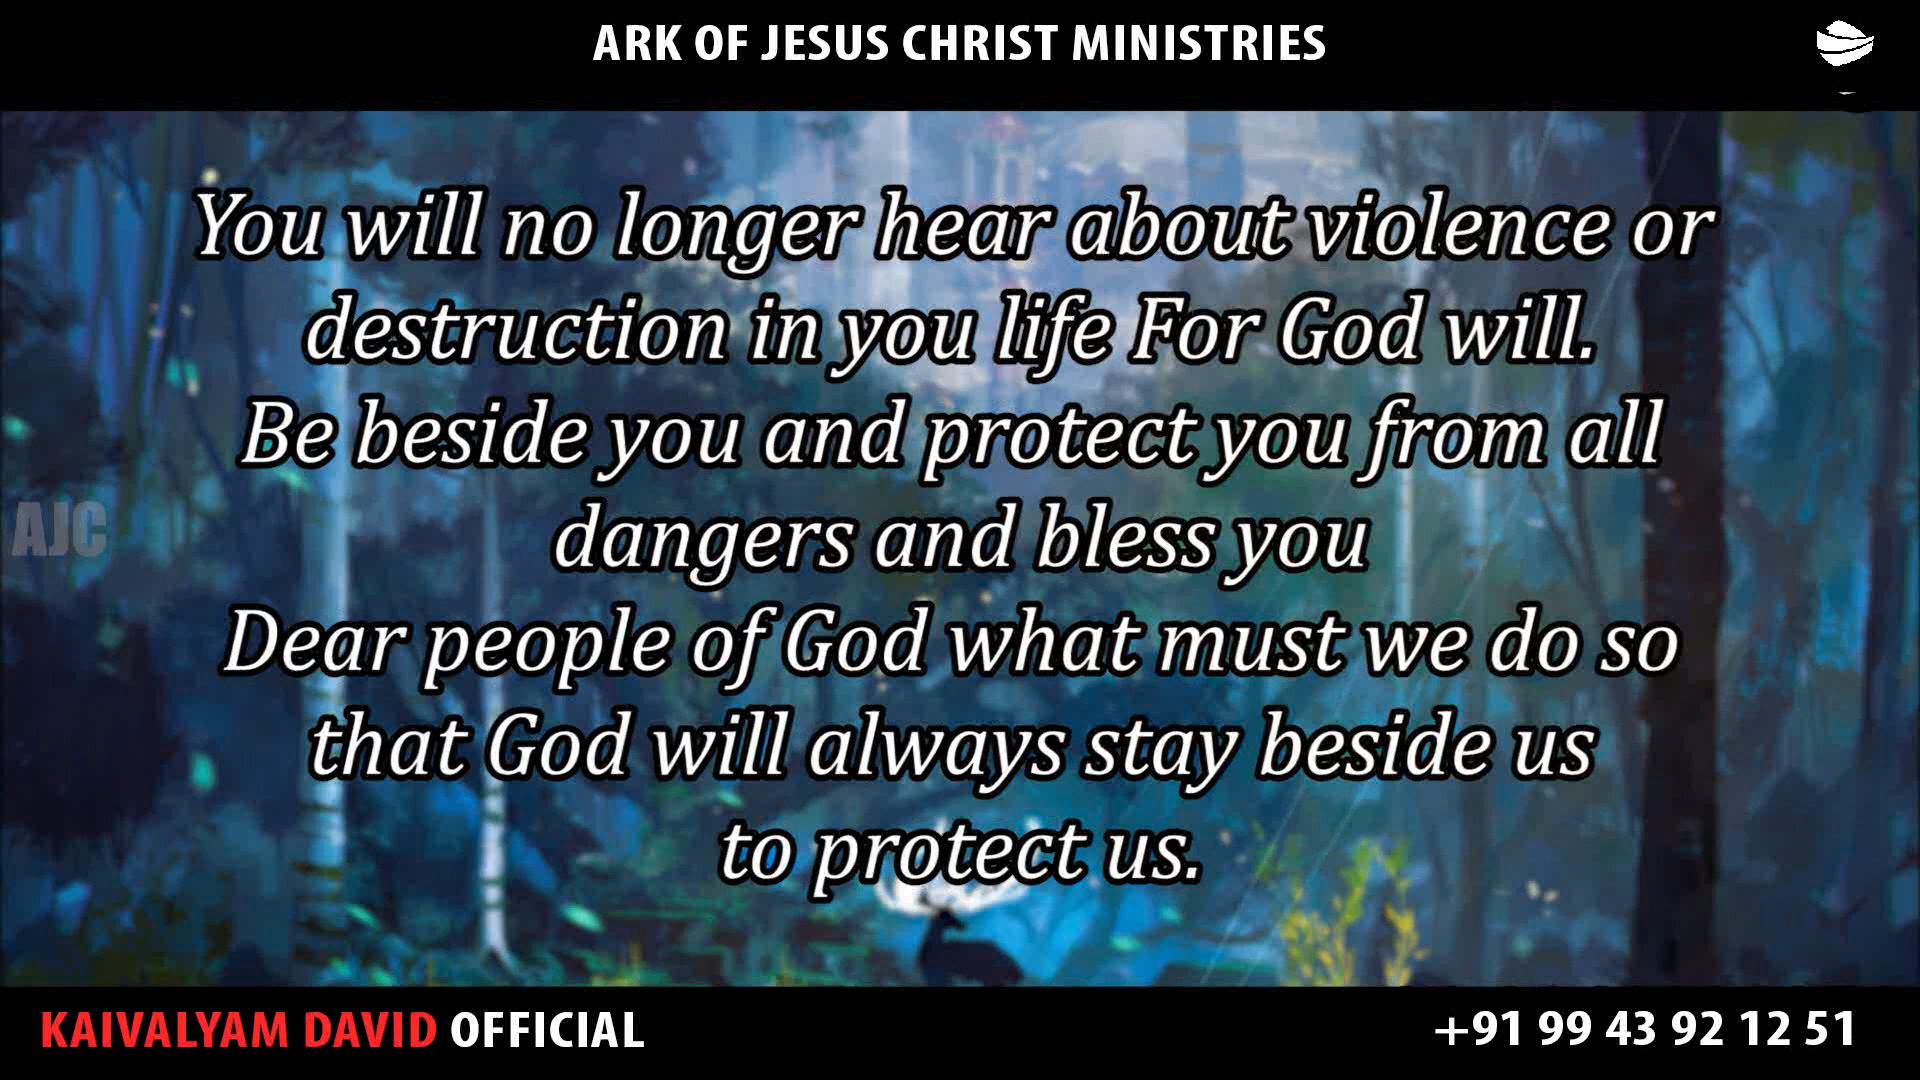 ARK OF JESUS CHRIST MINISTRIES
You will no longer hear about violence or
destruction in you life For God will.
Be beside you and protect you from all
dangers and bless you
AJC
Dear people of God what must we do so
that God will always stay beside us
to protect us.
KAIVALYAM DAVID OFFICIAL
+91 99 43 92 12 51